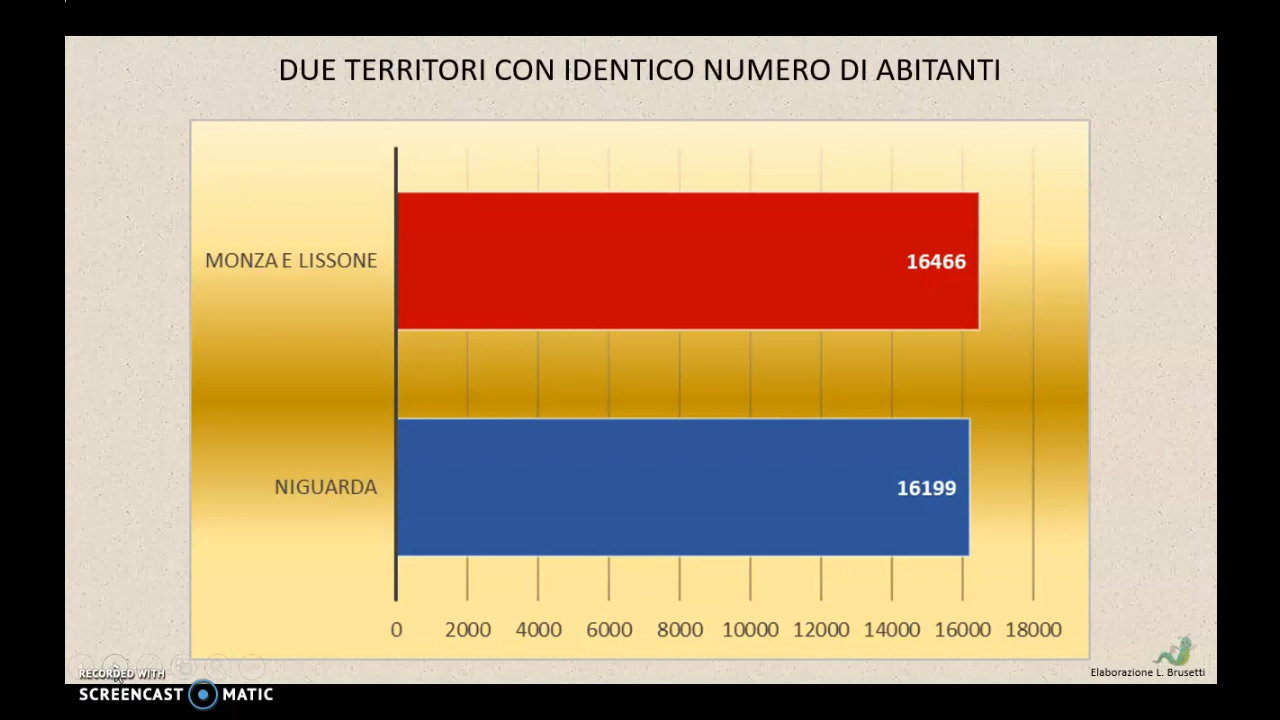 DUE TERRITORI CON IDENTICO NUMERO DI ABITANTI
MONZA E LISSONE
16466
NIGUARDA
16199
0 2000 4000 6000 8000 10000 12000 14000 16000 18000
Elaborazione L. Brusetti
RECORDED WITH
SCREENCAST MATIC